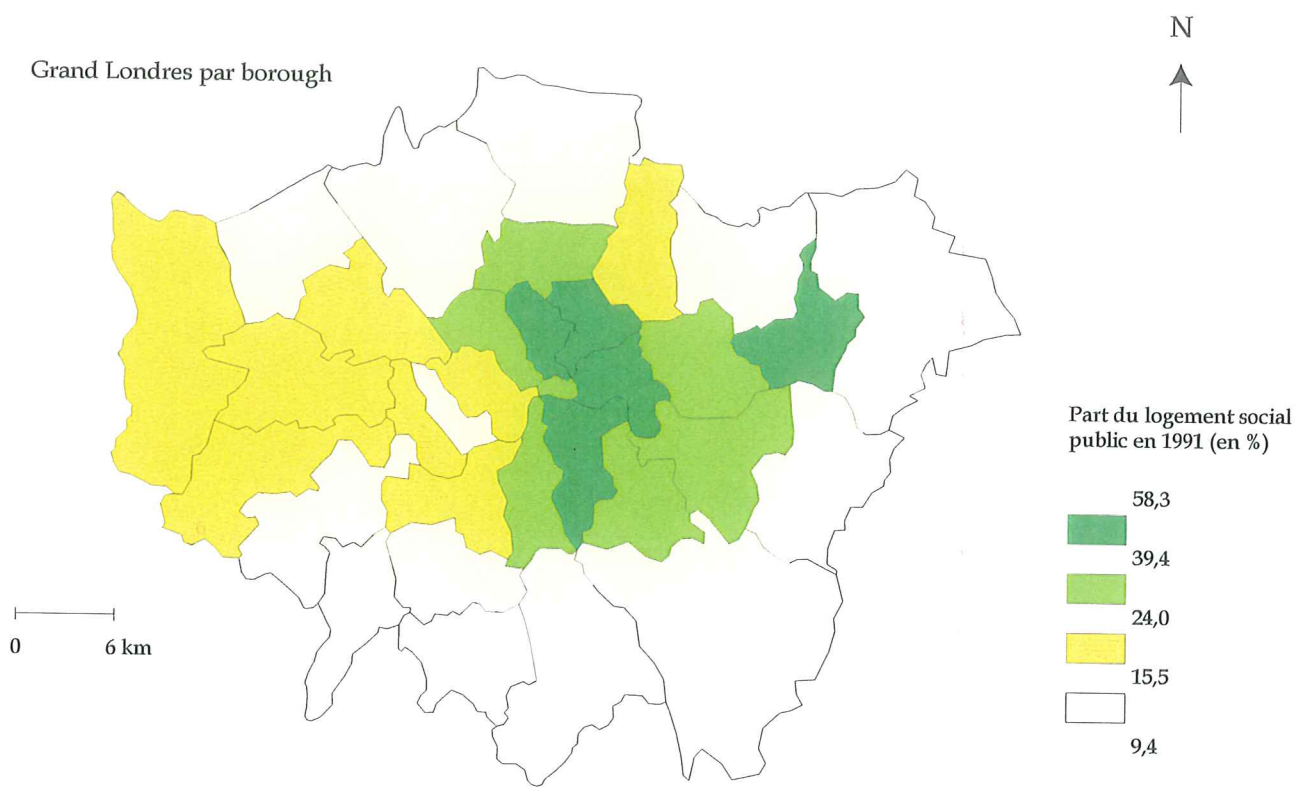 N
Grand Londres par borough
Part du logement social
public en 1991 (en %)
58,3
39,4
24,0
15,5
9,4
0 6 km